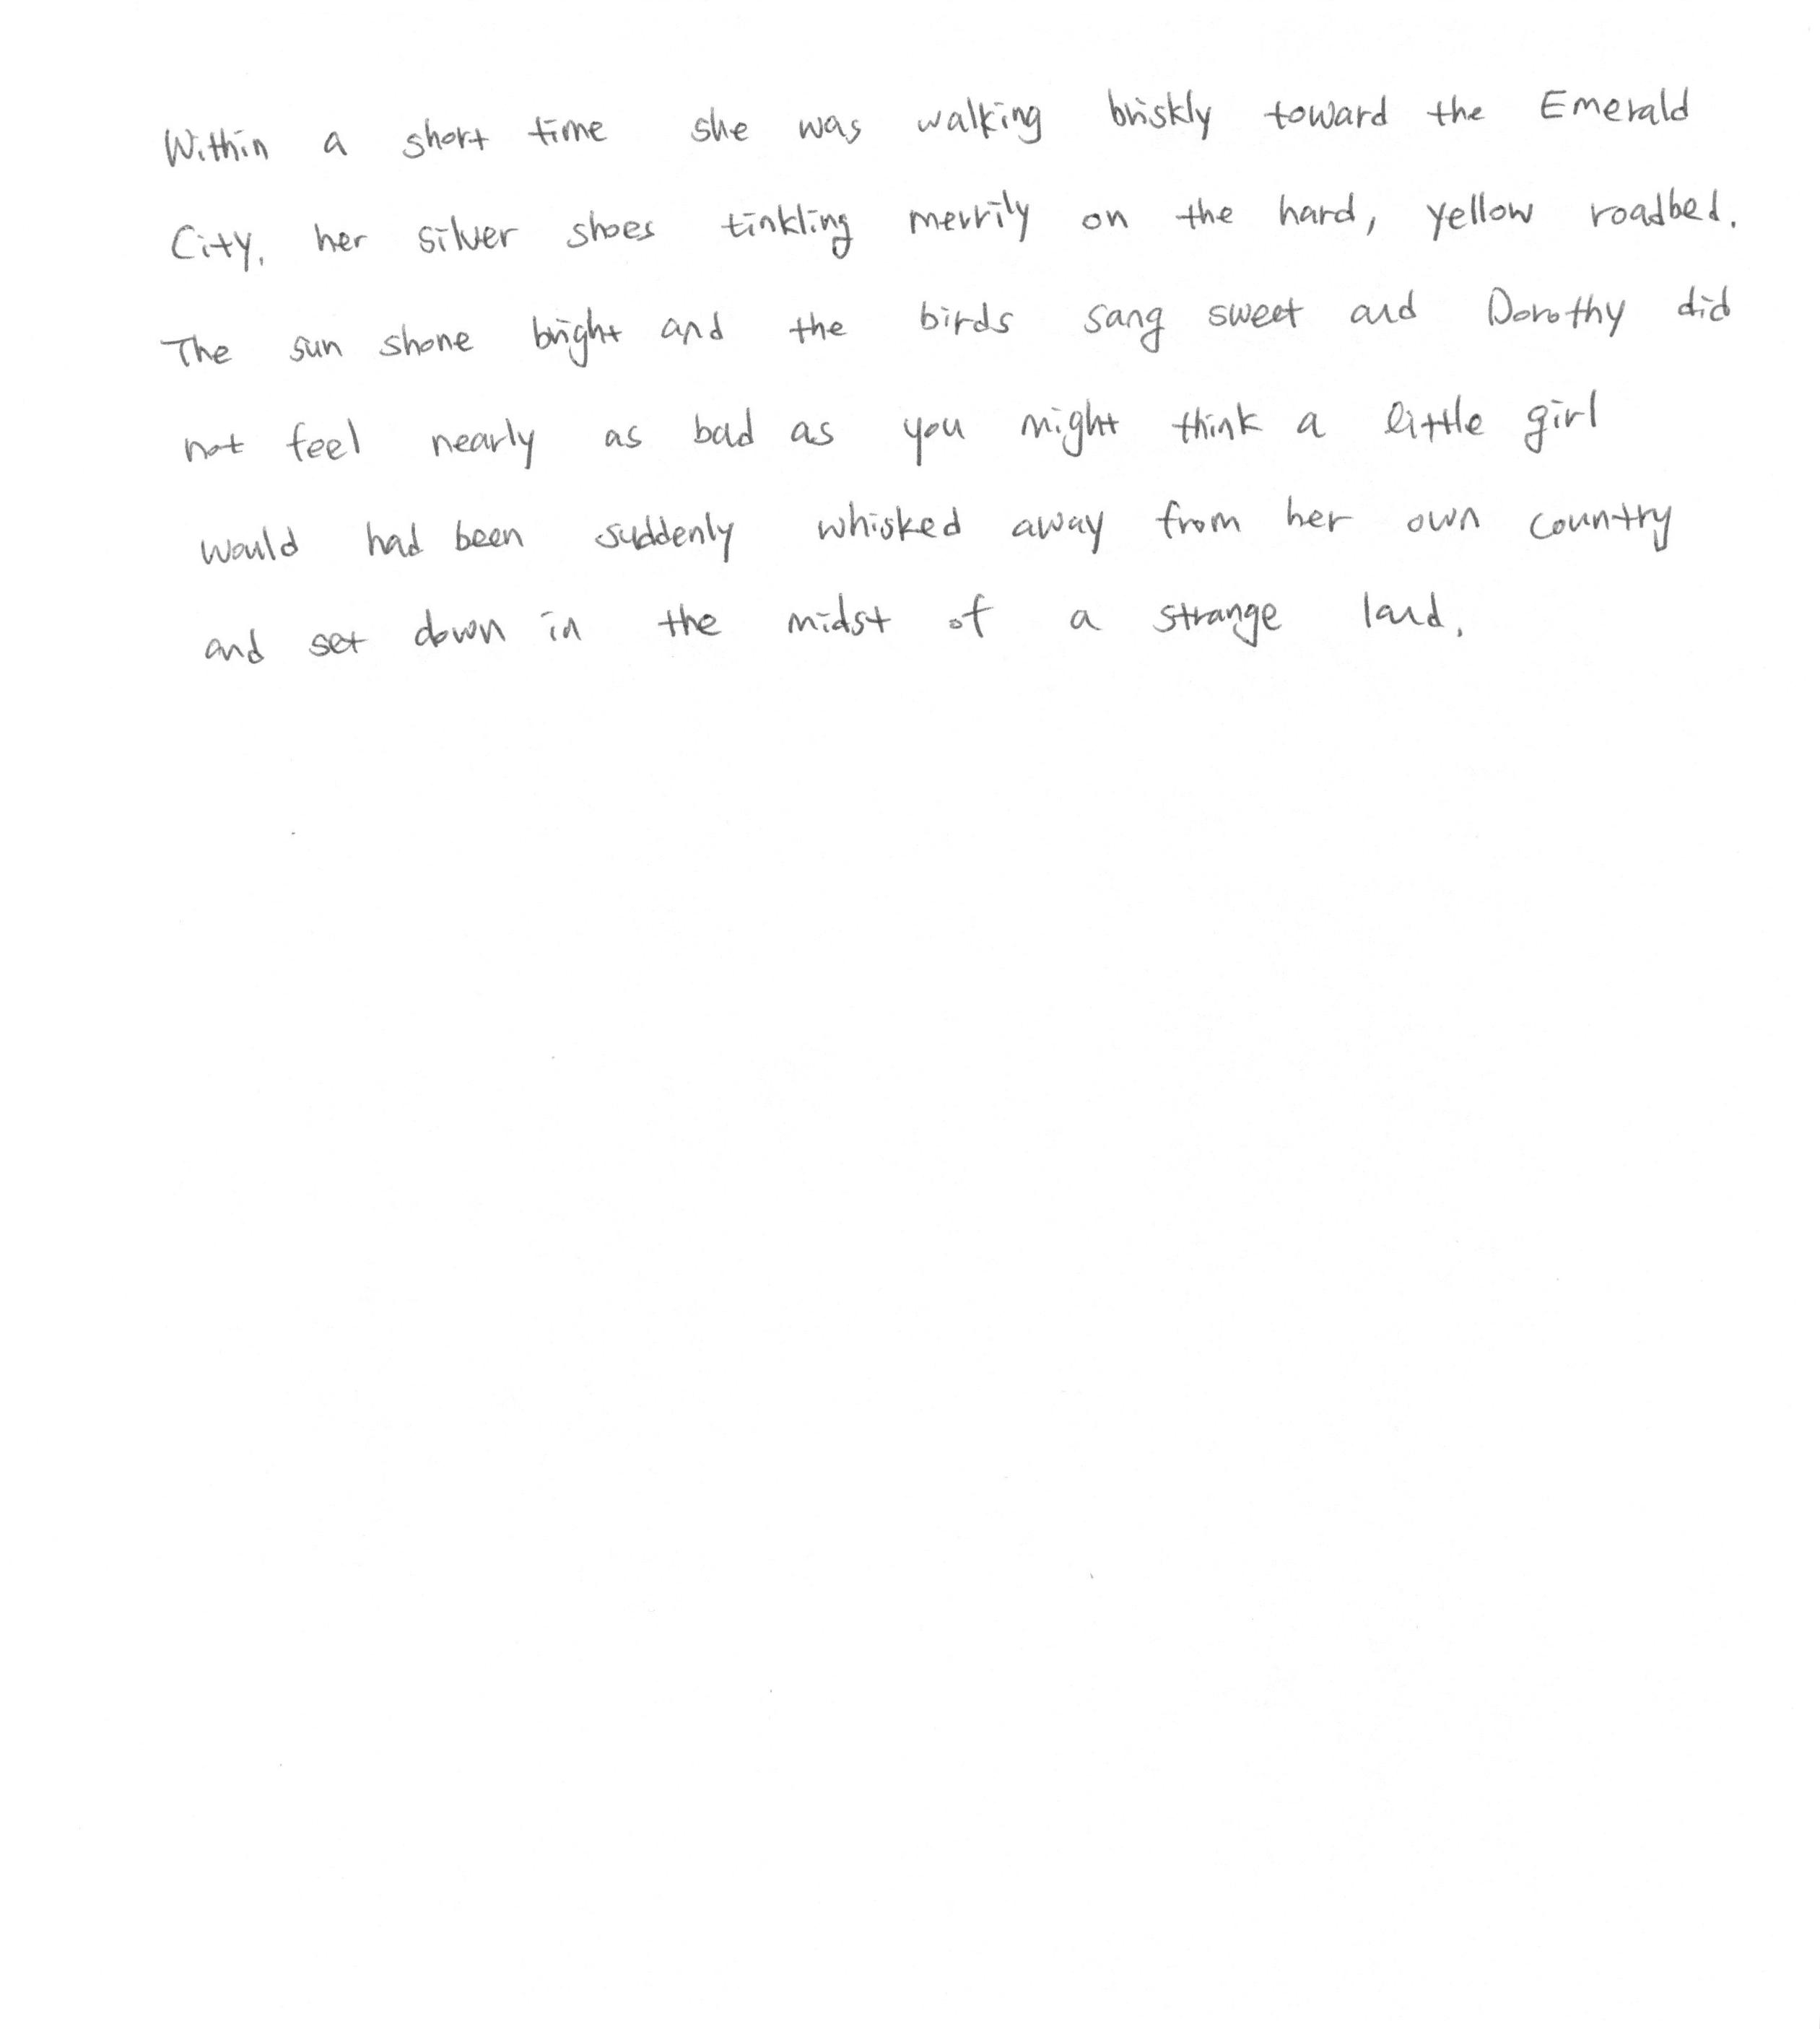 Within a short time she was walking briskly toward the Emerald
City, her silver shoes tinkling merrily on the hard, yellow roadbed.
The sun shone bright and the birds sang sweet and Dorothy did
not feel nearly as bad as you might think a little girl
would had been suddenly whisked away from her own country
and set down in the midst of a strange land.